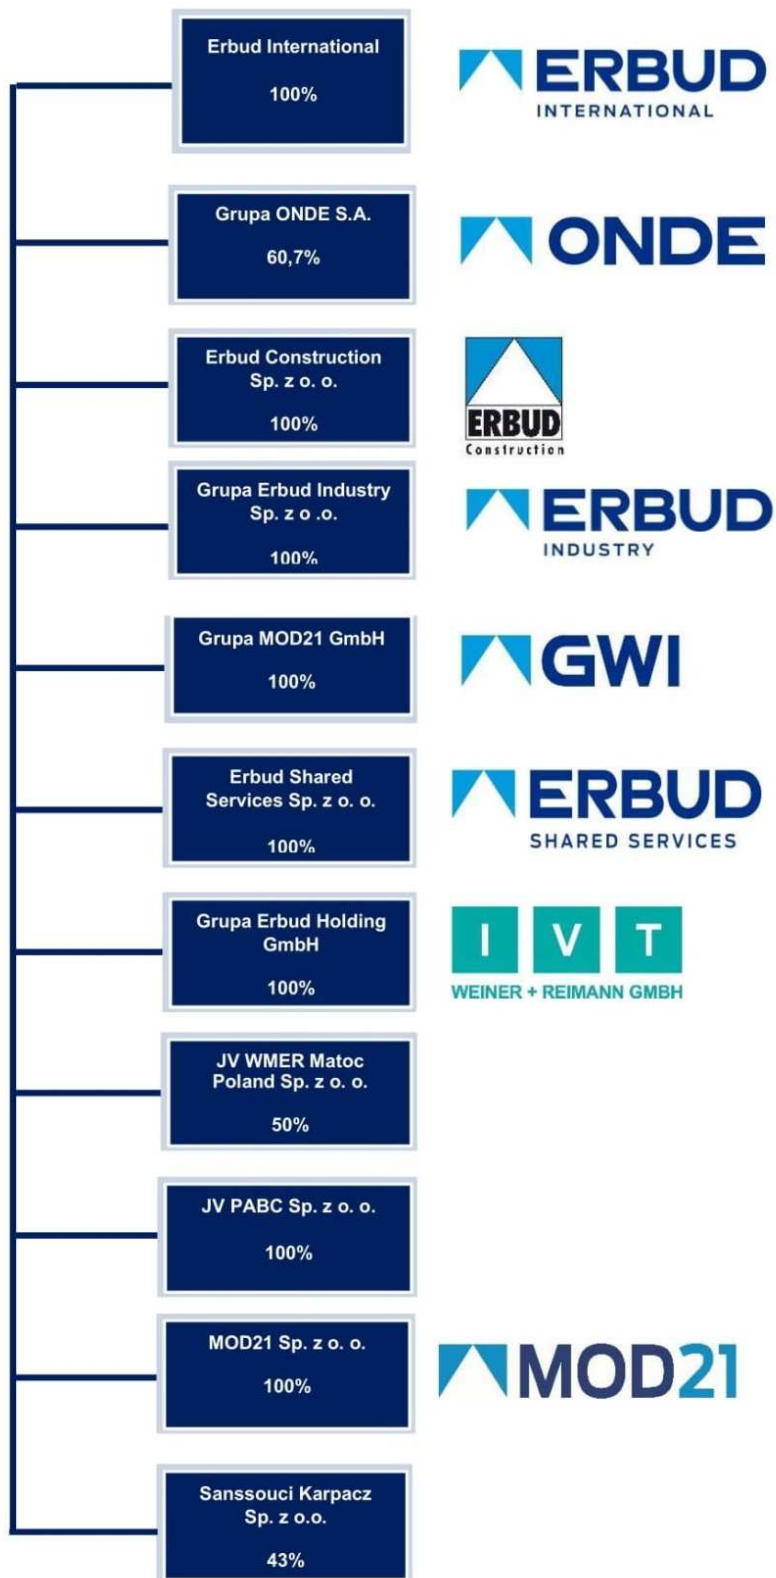 Erbud International
100%
ERBUD
INTERNATIONAL
Grupa ONDE S.A.
60,7%
ONDE
Erbud Construction
Sp. z o. o.
100%
ERBUD
Construction
Grupa Erbud Industry
Sp. z o .o.
100%
ERBUD
INDUSTRY
Grupa MOD21 GmbH
100%
GWI
Erbud Shared
Services Sp. z o. o.
100%
ERBUD
SHARED SERVICES
Grupa Erbud Holding
GmbH
100%
I V T
WEINER + REIMANN GMBH
JV WMER Matoc
Poland Sp. z o. o.
50%
JV PABC Sp. z o. o.
100%
MOD21 Sp. z o. o.
100%
MOD21
Sanssouci Karpacz
Sp. z o.o.
43%